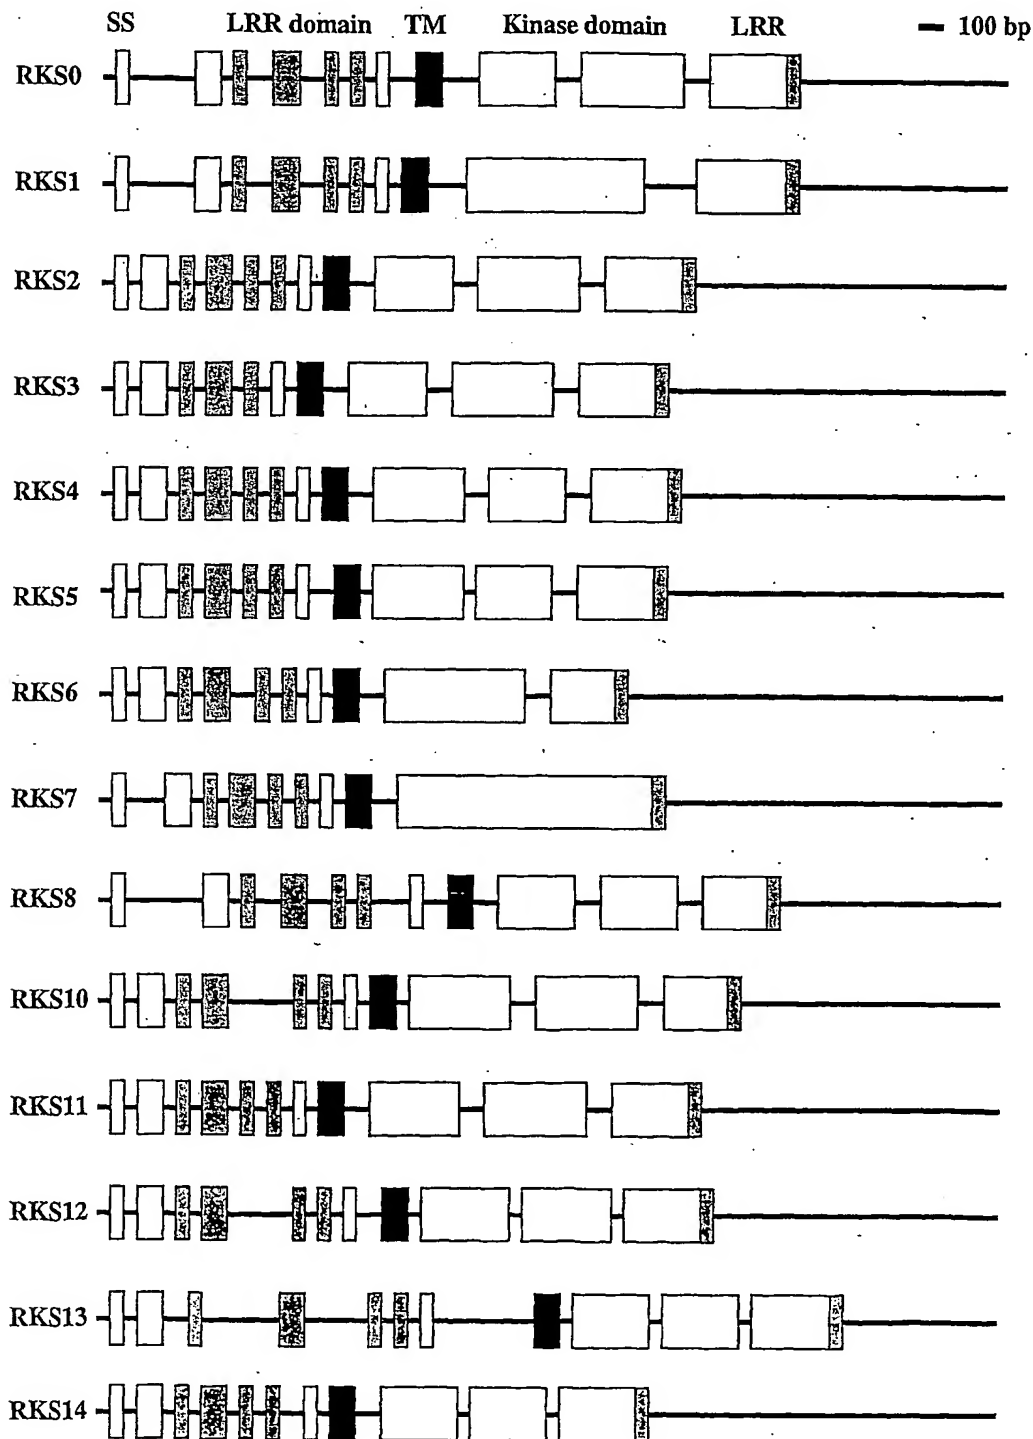 SS LRR domain TM Kinase domain LRR 100 bp
RKS0
RKS1
RKS2
RKS3
RKS4
RKS5
RKS6
RKS7
RKS8
RKS10
RKS11
RKS12
RKS13
RKS14